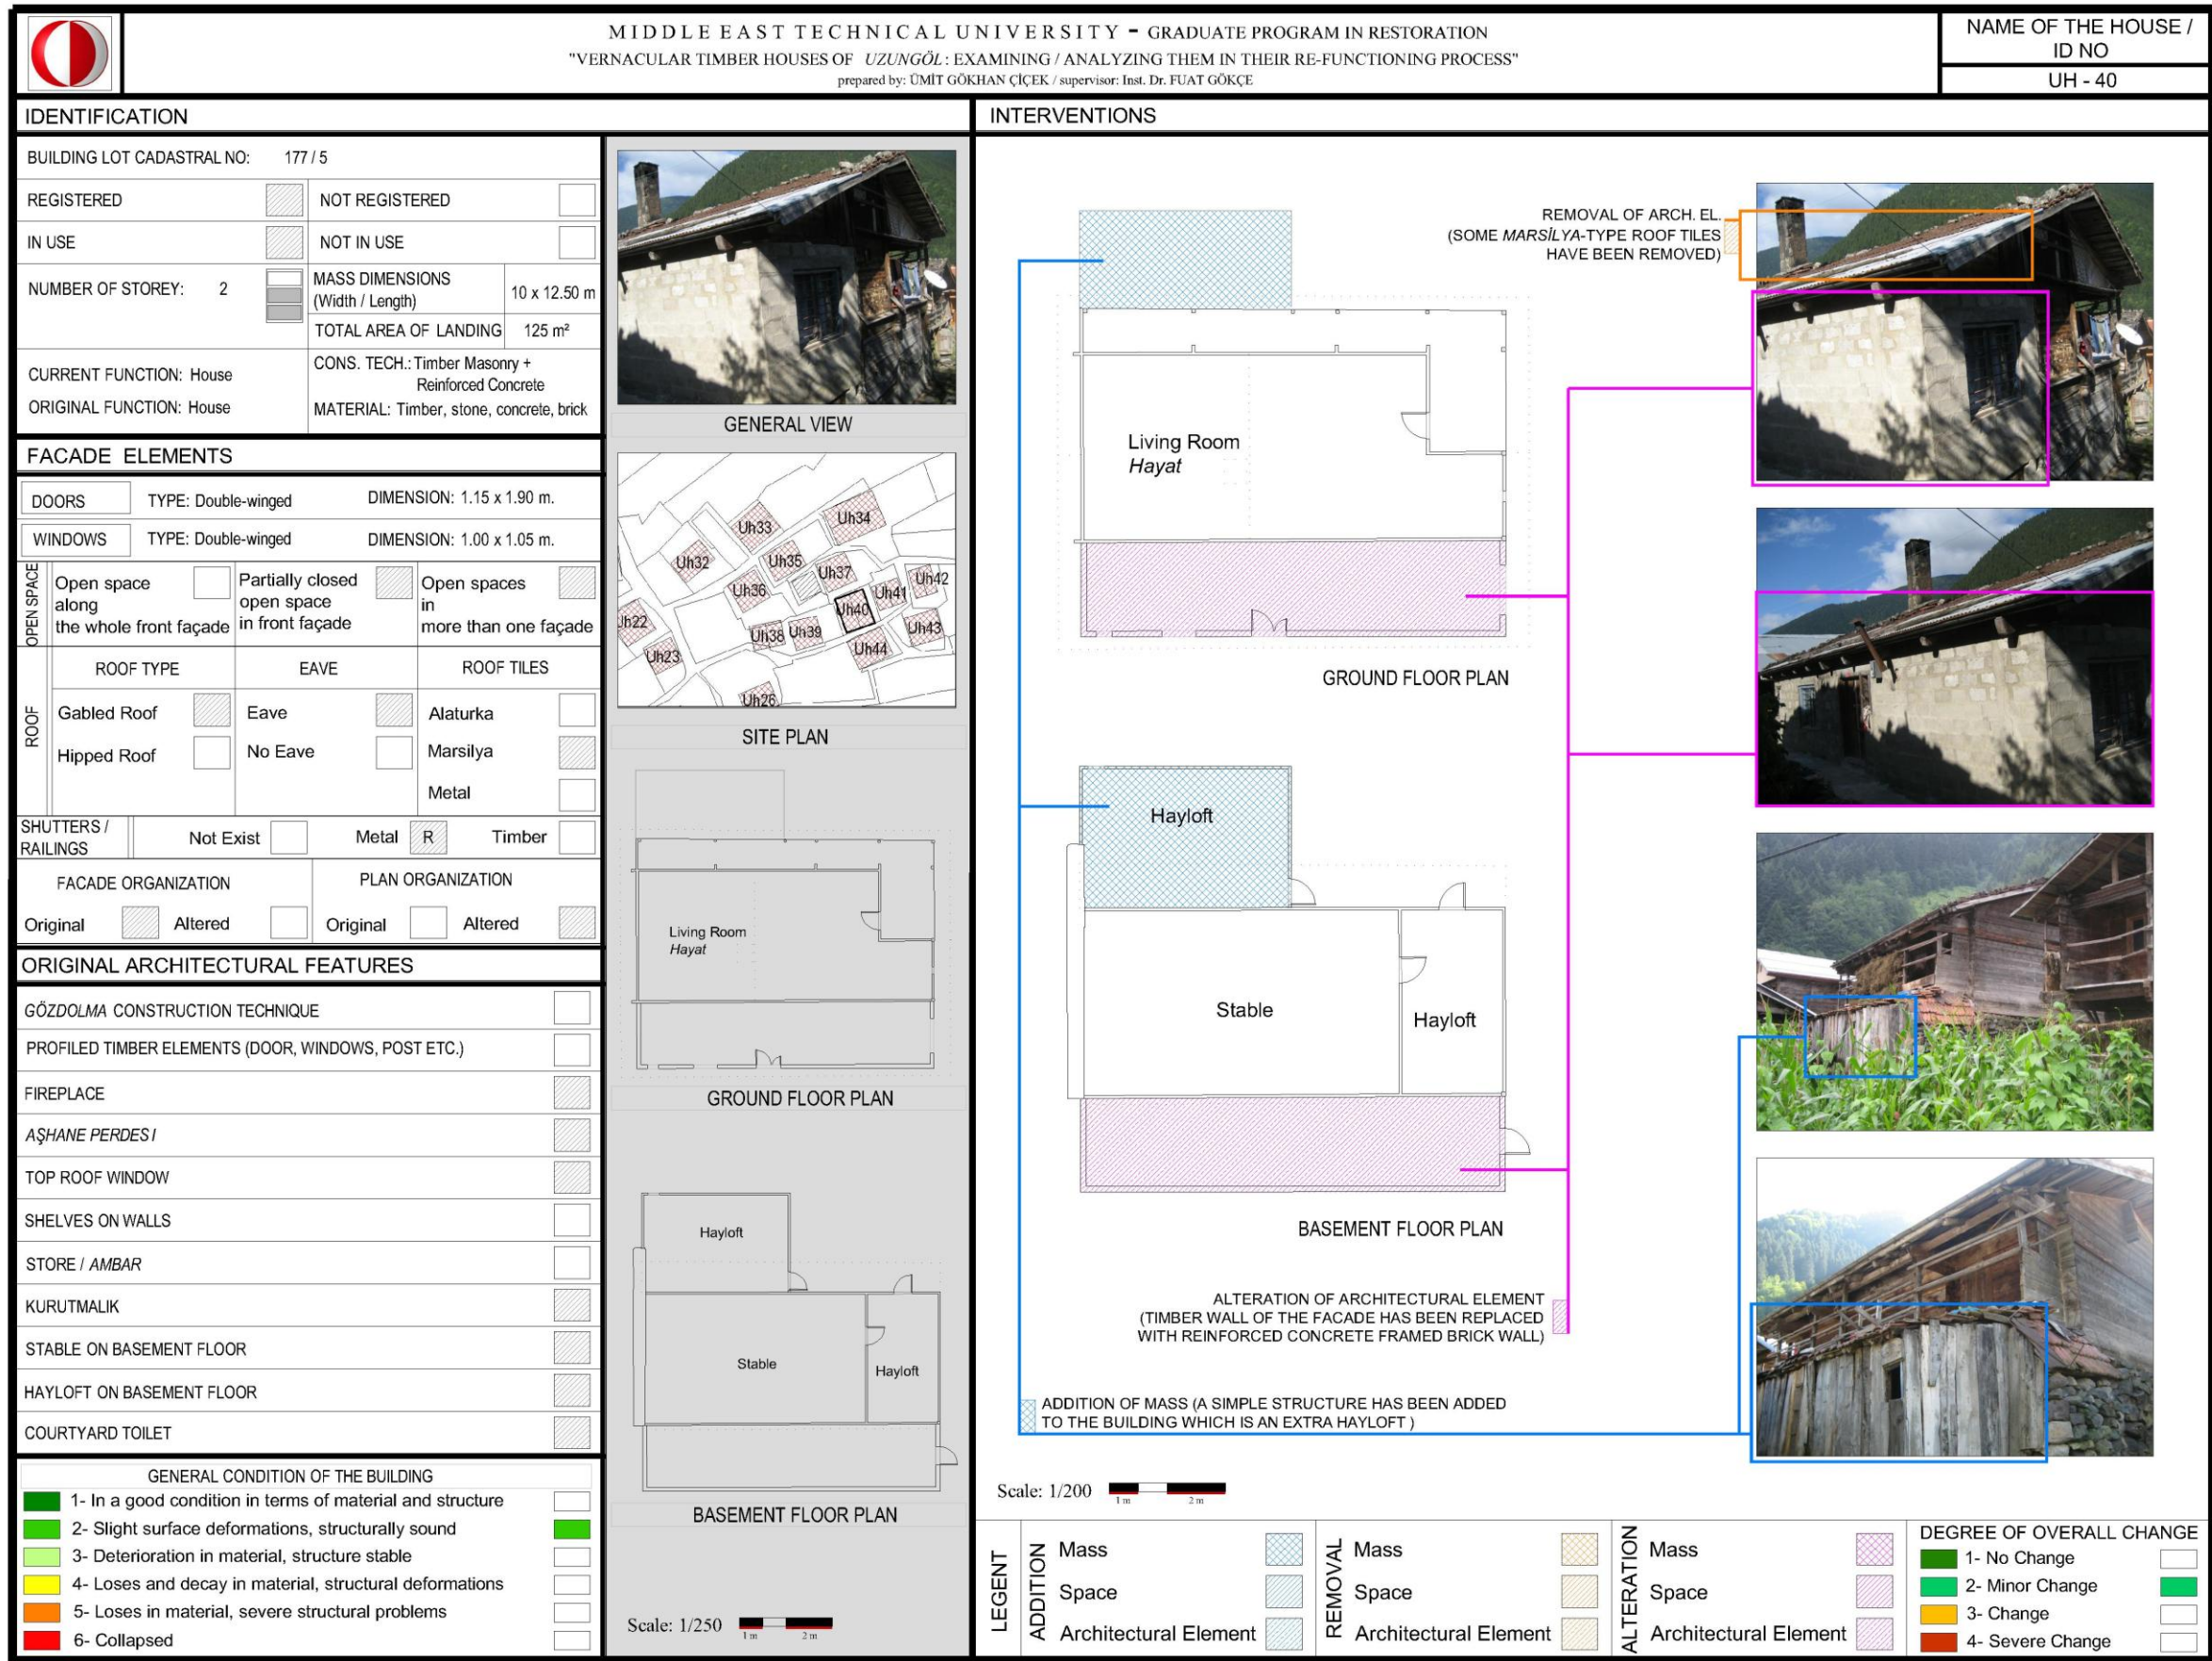 MIDDLE EAST TECHNICAL UNIVERSITY - GRADUATE PROGRAM IN RESTORATION
"VERNACULAR TIMBER HOUSES OF UZUNGÖL: EXAMINING / ANALYZING THEM IN THEIR RE-FUNCTIONING PROCESS"
prepared by: ÜMİT GÖKHAN ÇİÇEK / supervisor: Inst. Dr. FUAT GÖKÇE
NAME OF THE HOUSE /
ID NO
UH - 40
IDENTIFICATION
BUILDING LOT CADASTRAL NO: 177 / 5
REGISTERED
NOT REGISTERED
IN USE
NOT IN USE
NUMBER OF STOREY: 2
MASS DIMENSIONS
(Width / Length)
10 x 12.50 m
TOTAL AREA OF LANDING 125 m²
CURRENT FUNCTION: House
ORIGINAL FUNCTION: House
CONS. TECH.: Timber Masonry +
Reinforced Concrete
MATERIAL: Timber, stone, concrete, brick
FACADE ELEMENTS
DOORS TYPE: Double-winged DIMENSION: 1.15 x 1.90 m.
WINDOWS TYPE: Double-winged DIMENSION: 1.00 x 1.05 m.
OPEN SPACE
Open space
along
the whole front façade
Partially closed
open space
in front façade
Open spaces
in
more than one façade
ROOF
ROOF TYPE EAVE ROOF TILES
Gabled Roof Eave Alaturka
Hipped Roof No Eave Marsilya
Metal
SHUTTERS /
RAILINGS
Not Exist Metal R Timber
FACADE ORGANIZATION PLAN ORGANIZATION
Original Altered Original Altered
ORIGINAL ARCHITECTURAL FEATURES
GÖZDOLMA CONSTRUCTION TECHNIQUE
PROFILED TIMBER ELEMENTS (DOOR, WINDOWS, POST ETC.)
FIREPLACE
AŞHANE PERDESI
TOP ROOF WINDOW
SHELVES ON WALLS
STORE / AMBAR
KURUTMALIK
STABLE ON BASEMENT FLOOR
HAYLOFT ON BASEMENT FLOOR
COURTYARD TOILET
GENERAL CONDITION OF THE BUILDING
1- In a good condition in terms of material and structure
2- Slight surface deformations, structurally sound
3- Deterioration in material, structure stable
4- Loses and decay in material, structural deformations
5- Loses in material, severe structural problems
6- Collapsed
GENERAL VIEW
Uh33
Uh34
Uh32
Uh35
Uh37
Uh36
Uh41
Uh42
Uh40
Uh22
Uh38
Uh39
Uh43
Uh23
Uh44
Uh26
SITE PLAN
Living Room
Hayat
GROUND FLOOR PLAN
Hayloft
Stable
Hayloft
BASEMENT FLOOR PLAN
Scale: 1/250
1 m 2 m
INTERVENTIONS
REMOVAL OF ARCH. EL.
(SOME MARSİLYA-TYPE ROOF TILES
HAVE BEEN REMOVED)
Living Room
Hayat
GROUND FLOOR PLAN
Hayloft
Stable
Hayloft
BASEMENT FLOOR PLAN
ALTERATION OF ARCHITECTURAL ELEMENT
(TIMBER WALL OF THE FACADE HAS BEEN REPLACED
WITH REINFORCED CONCRETE FRAMED BRICK WALL)
ADDITION OF MASS (A SIMPLE STRUCTURE HAS BEEN ADDED
TO THE BUILDING WHICH IS AN EXTRA HAYLOFT )
Scale: 1/200
1 m 2 m
LEGENT
ADDITION
Mass
Space
Architectural Element
REMOVAL
Mass
Space
Architectural Element
ALTERATION
Mass
Space
Architectural Element
DEGREE OF OVERALL CHANGE
1- No Change
2- Minor Change
3- Change
4- Severe Change